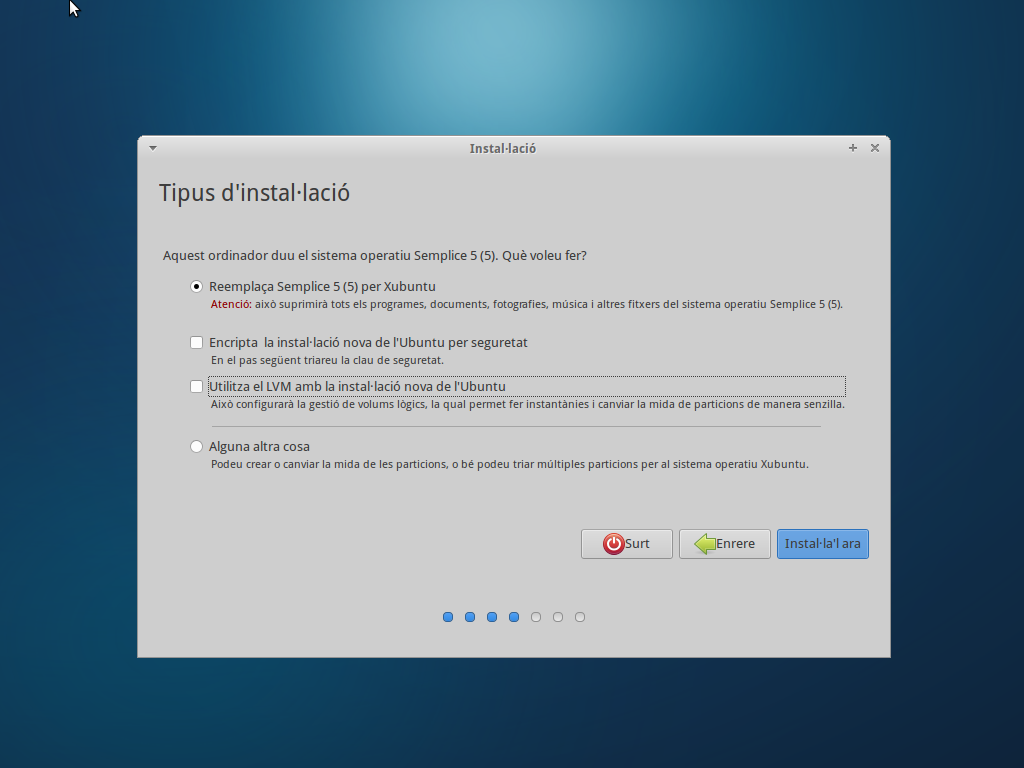 Instal·lació
Tipus d'instal·lació
Aquest ordinador duu el sistema operatiu Semplice 5 (5). Què voleu fer?
Reemplaça Semplice 5 (5) per Xubuntu
Atenció: això suprimirà tots els programes, documents, fotografies, música i altres fitxers del sistema operatiu Semplice 5 (5).
Encripta  la instal·lació nova de l'Ubuntu per seguretat
En el pas següent triareu la clau de seguretat.
Utilitza el LVM amb la instal·lació nova de l'Ubuntu
Això configurarà la gestió de volums lògics, la qual permet fer instantànies i canviar la mida de particions de manera senzilla.
Alguna altra cosa
Podeu crear o canviar la mida de les particions, o bé podeu triar múltiples particions per al sistema operatiu Xubuntu.
Surt
Enrere
Instal·la'l ara